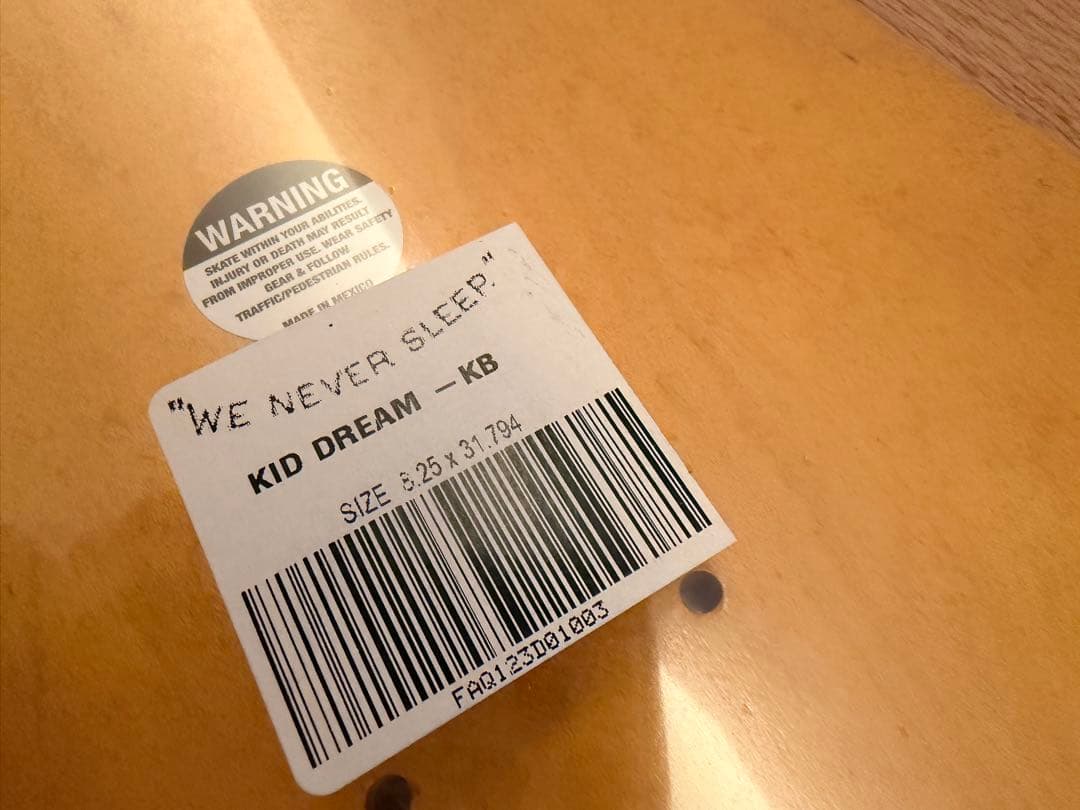 WARNING
SKATE WITHIN YOUR ABILITIES.
INJURY OR DEATH MAY RESULT
FROM IMPROPER USE. WEAR SAFETY
GEAR & FOLLOW
TRAFFIC/PEDESTRIAN RULES.
MADE IN MEXICO
"WE NEVER SLEEP."
KID DREAM – KB
SIZE 8.25 x 31.794
FAQ123D01003